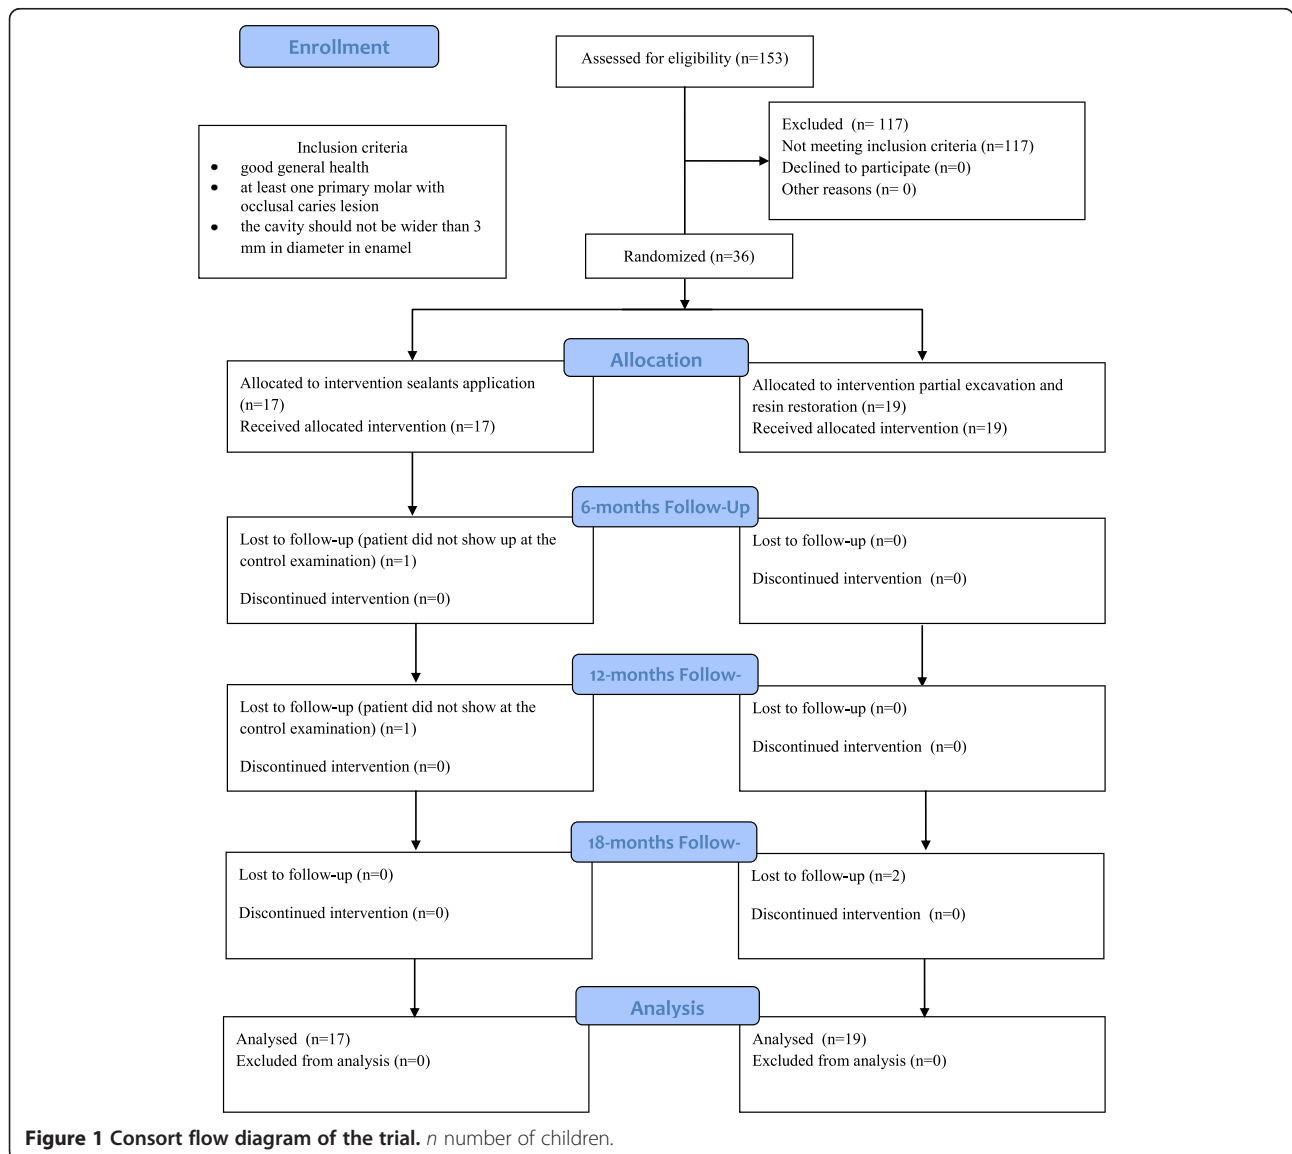 Enrollment
Assessed for eligibility (n=153)
Excluded (n= 117)
Not meeting inclusion criteria (n=117)
Declined to participate (n=0)
Other reasons (n= 0)
Inclusion criteria
• good general health
• at least one primary molar with
occlusal caries lesion
• the cavity should not be wider than 3
mm in diameter in enamel
Randomized (n=36)
Allocation
Allocated to intervention sealants application
(n=17)
Received allocated intervention (n=17)
Allocated to intervention partial excavation and
resin restoration (n=19)
Received allocated intervention (n=19)
6-months Follow-Up
Lost to follow-up (patient did not show up at the
control examination) (n=1)
Discontinued intervention (n=0)
Lost to follow-up (n=0)
Discontinued intervention (n=0)
12-months Follow-
Lost to follow-up (patient did not show at the
control examination) (n=1)
Discontinued intervention (n=0)
Lost to follow-up (n=0)
Discontinued intervention (n=0)
18-months Follow-
Lost to follow-up (n=0)
Discontinued intervention (n=0)
Lost to follow-up (n=2)
Discontinued intervention (n=0)
Analysis
Analysed (n=17)
Excluded from analysis (n=0)
Analysed (n=19)
Excluded from analysis (n=0)
Figure 1 Consort flow diagram of the trial. n number of children.